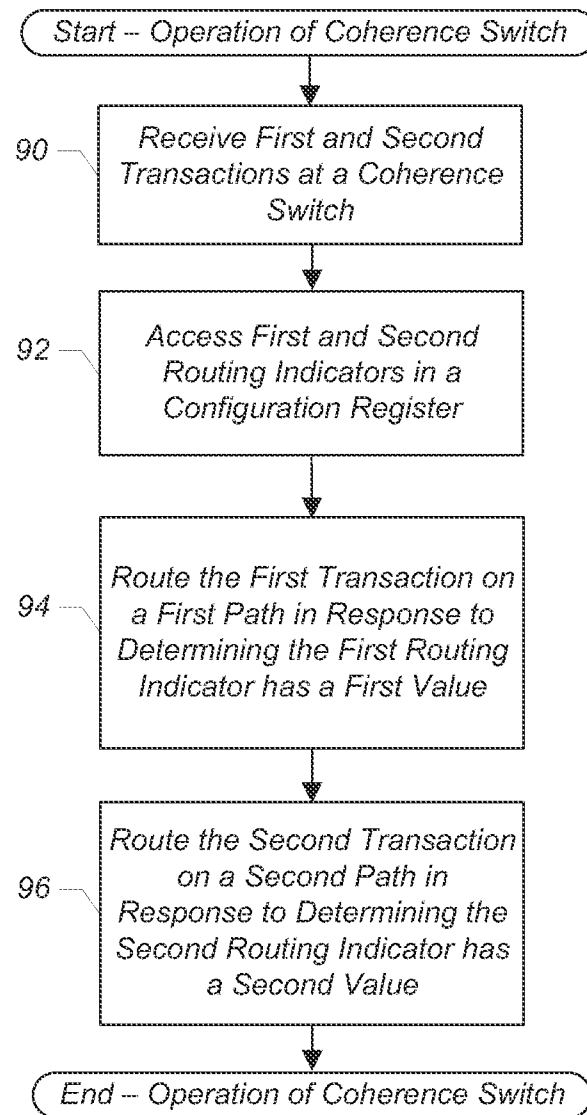 Start -- Operation of Coherence Switch
90
Receive First and Second
Transactions at a Coherence
Switch
92
Access First and Second
Routing Indicators in a
Configuration Register
94
Route the First Transaction on
a First Path in Response to
Determining the First Routing
Indicator has a First Value
96
Route the Second Transaction
on a Second Path in
Response to Determining the
Second Routing Indicator has
a Second Value
End -- Operation of Coherence Switch